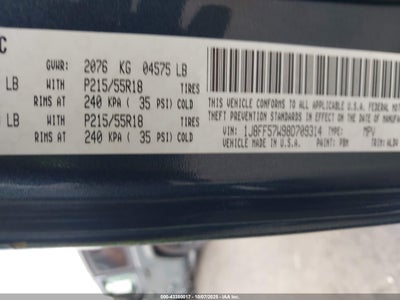 C
GVWR: 2076 KG 04575 LB
LB WITH P215/55R18 TIRES
RIMS AT 240 KPA ( 35 PSI) COLD
LB WITH P215/55R18 TIRES
RIMS AT 240 KPA ( 35 PSI) COLD
THIS VEHICLE CONFORMS TO ALL APPLICABLE U.S.A. FEDERAL MOTOR
THEFT PREVENTION STANDARDS IN EFFECT ON THE DATE OF MANU
VIN: 1J8FF57W98D709314 TYPE: MPV
VEHICLE MADE IN U.S.A. PAINT: PBM TRIM:
500-43380017 - 10/07/2025 - IAA Inc.